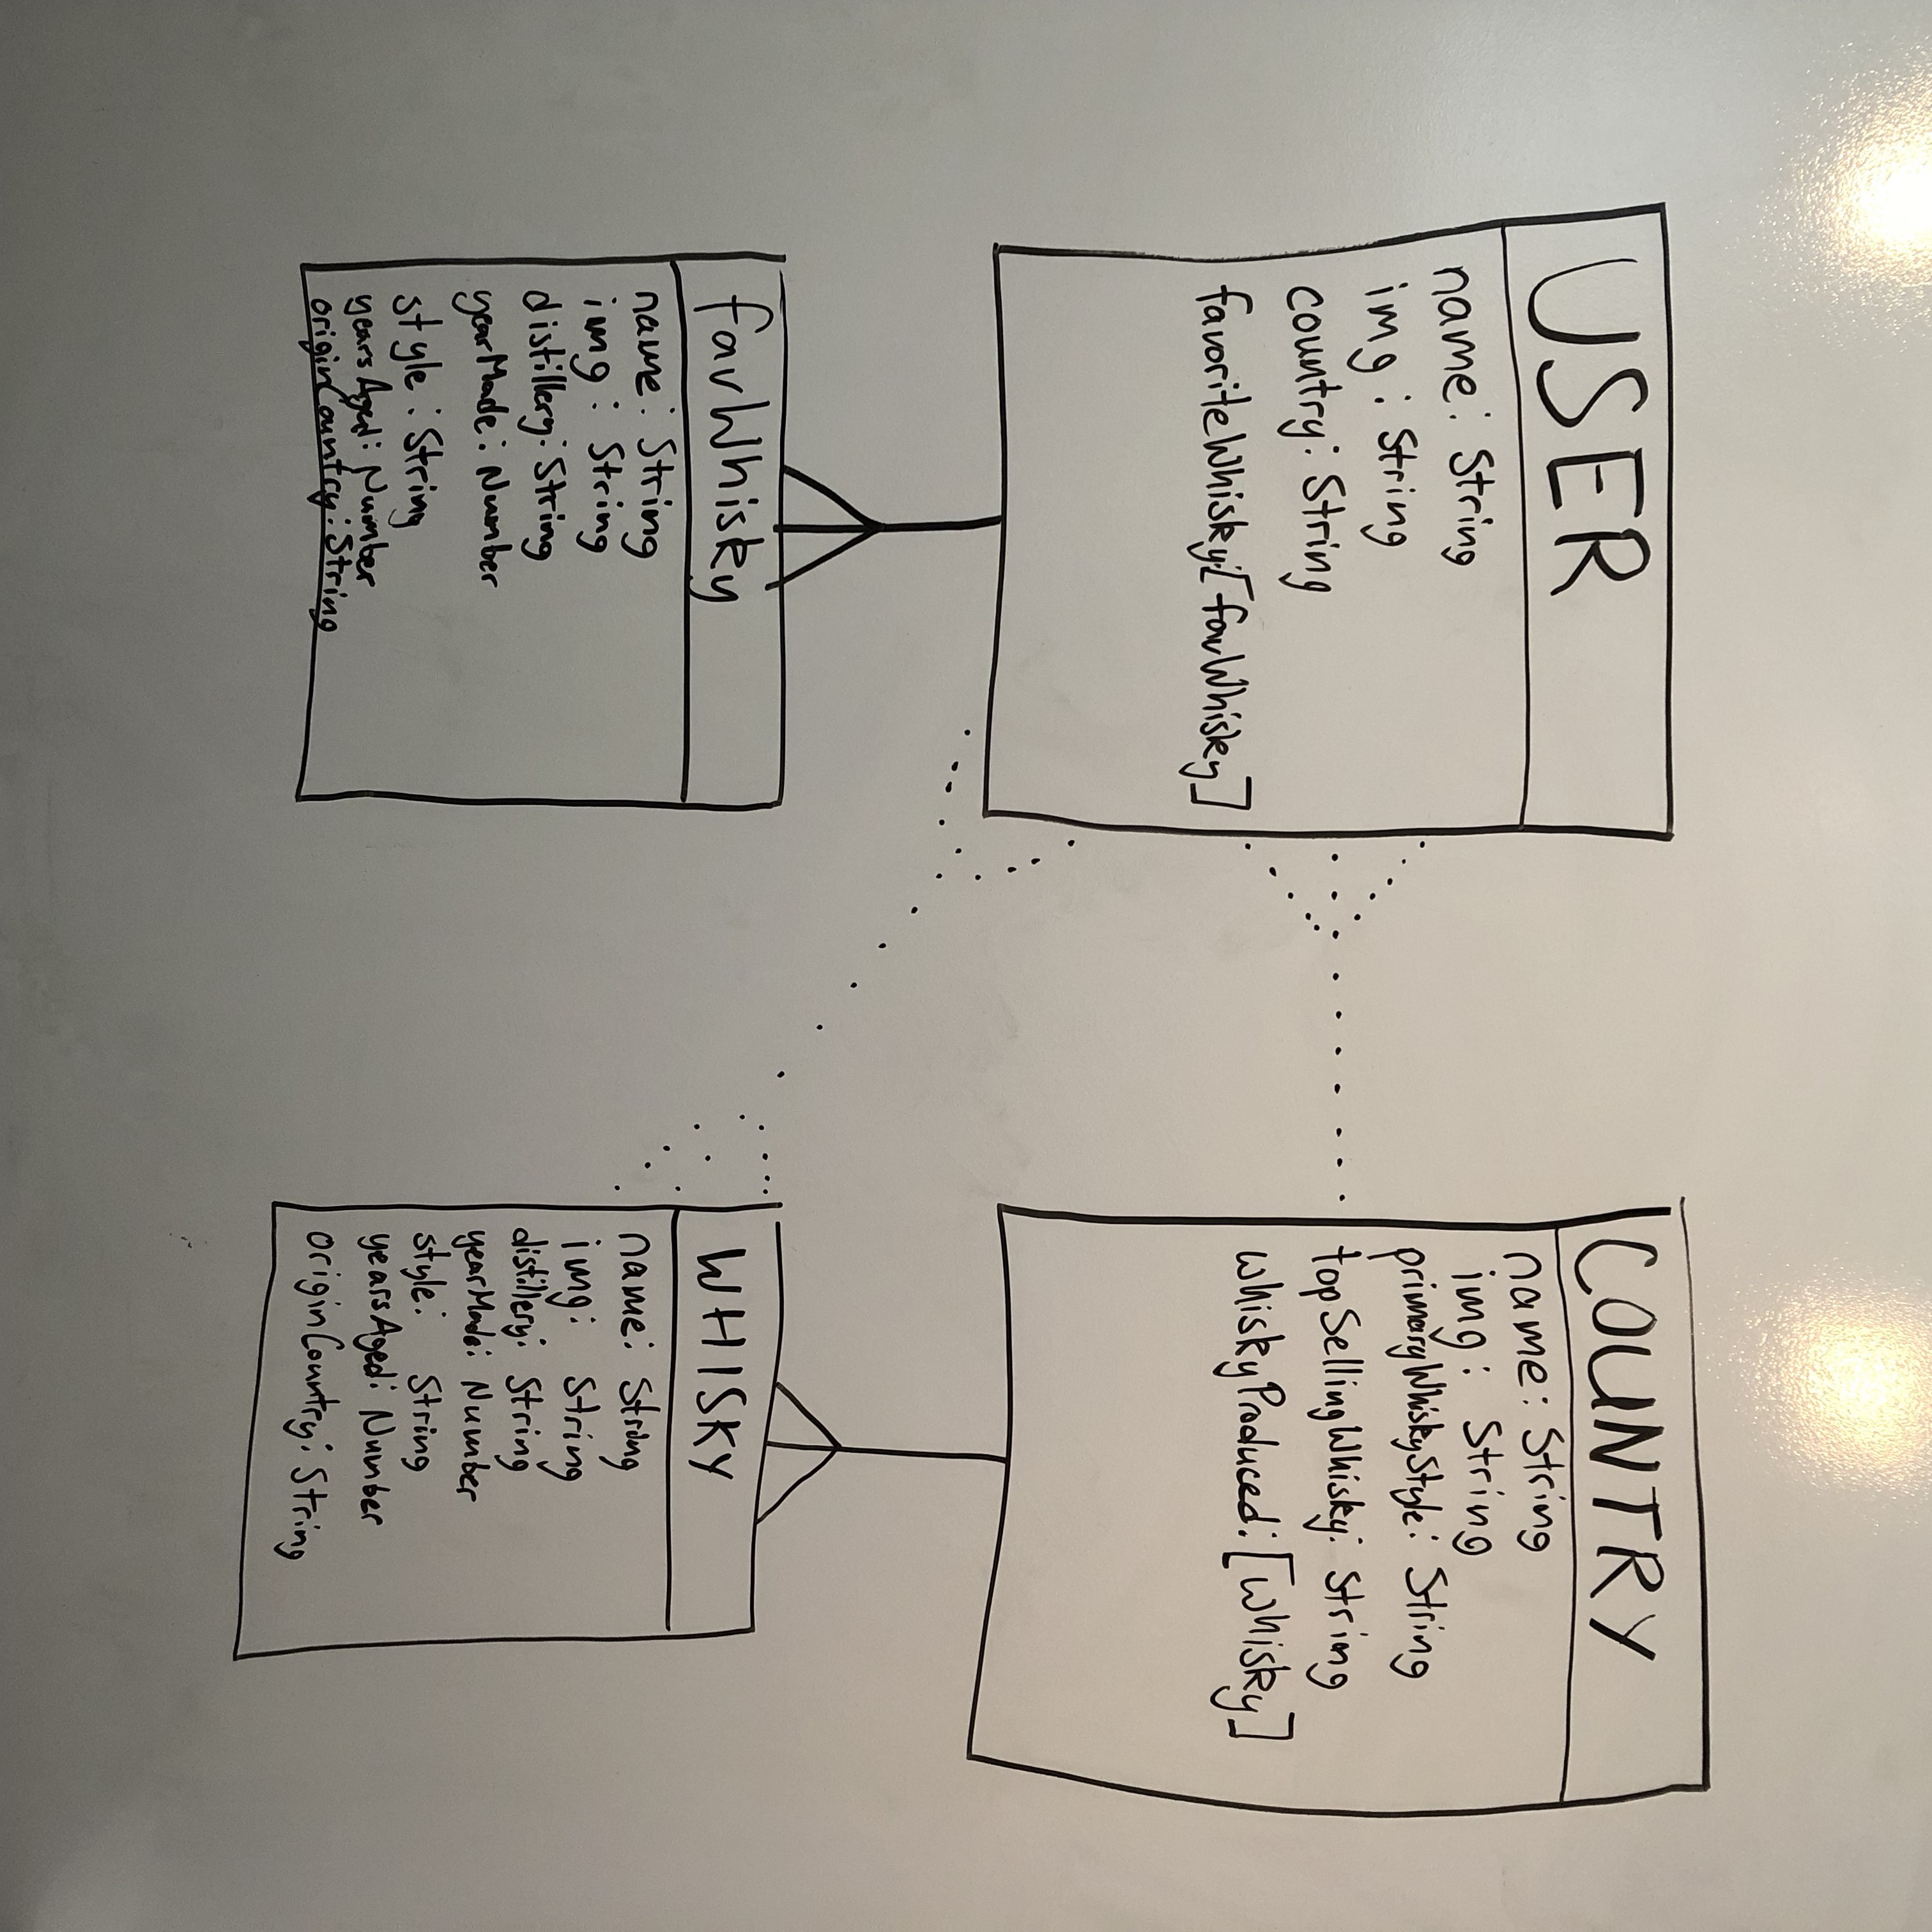 USER
name: String
img: String
country: String
favoriteWhisky:[favWhisky]
COUNTRY
name: String
img: String
primaryWhiskyStyle: String
topSellingWhisky: String
whiskyProduced: [Whisky]
favWhisky
name: String
img: String
distillery: String
yearMade: Number
style: String
yearsAged: Number
originCountry: String
WHISKY
name: String
img: String
distillery: String
yearMade: Number
style: String
yearsAged: Number
originCountry: String